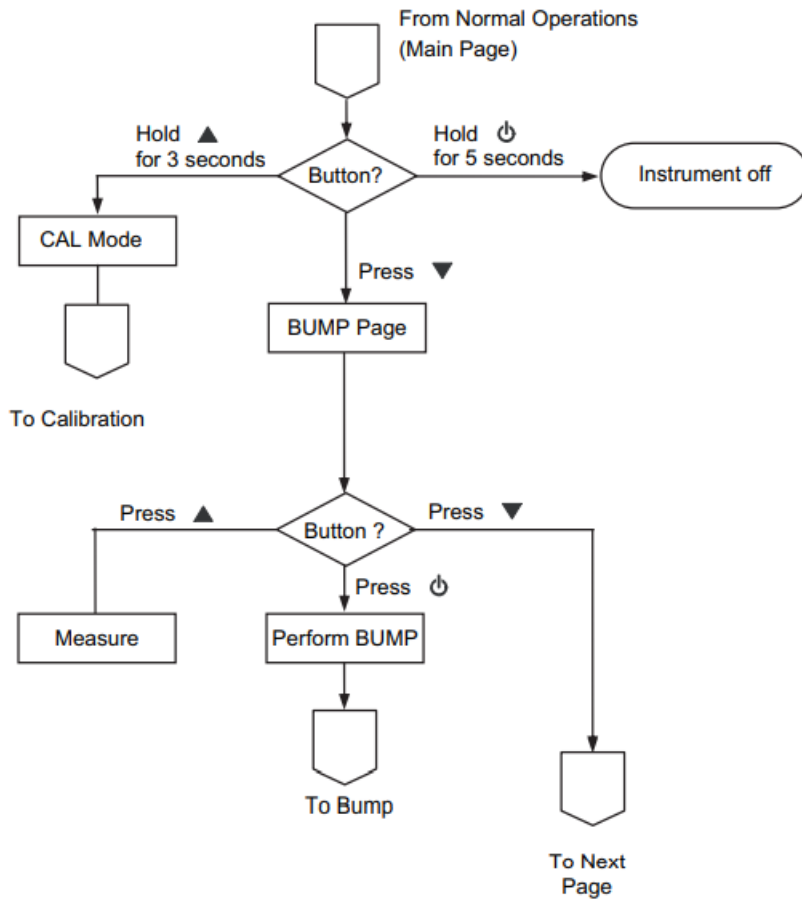 From Normal Operations
(Main Page)
Hold ▲
for 3 seconds
Hold ⏻
for 5 seconds
Button?
Instrument off
CAL Mode
Press ▼
BUMP Page
To Calibration
Press ▲
Button ?
Press ▼
Press ⏻
Measure
Perform BUMP
To Bump
To Next
Page